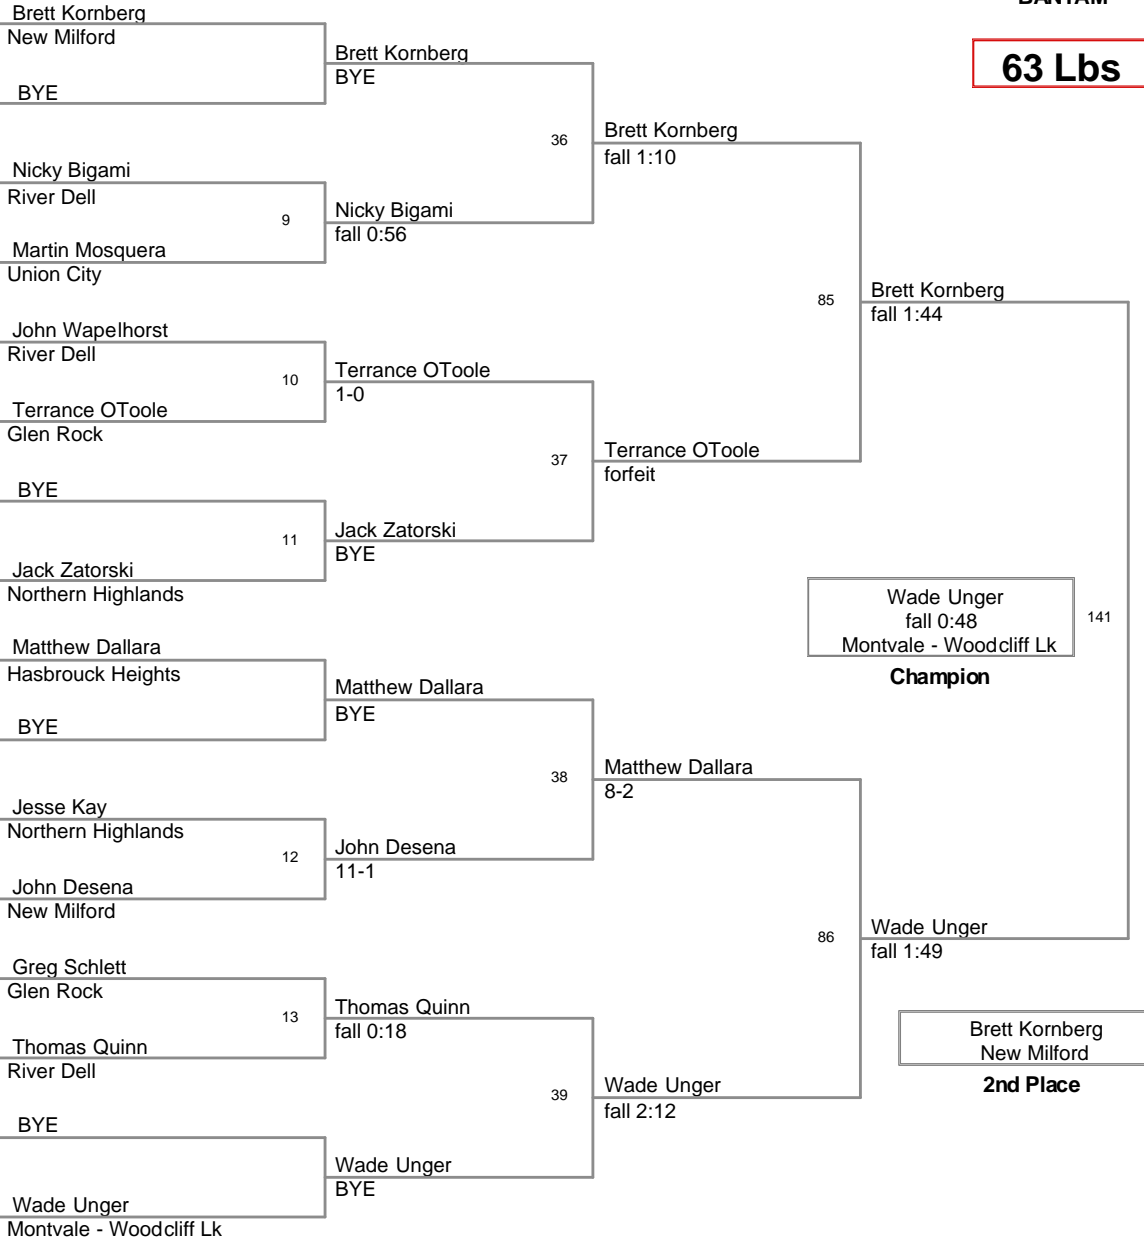 BANTAM
63 Lbs
Brett Kornberg
New Milford
BYE
Nicky Bigami
River Dell
9
Martin Mosquera
Union City
John Wapelhorst
River Dell
10
Terrance OToole
Glen Rock
BYE
11
Jack Zatorski
Northern Highlands
Matthew Dallara
Hasbrouck Heights
BYE
Jesse Kay
Northern Highlands
12
John Desena
New Milford
Greg Schlett
Glen Rock
13
Thomas Quinn
River Dell
BYE
Wade Unger
Montvale - Woodcliff Lk
Brett Kornberg
BYE
36
Nicky Bigami
fall 0:56
Terrance OToole
1-0
37
Jack Zatorski
BYE
Matthew Dallara
BYE
38
John Desena
11-1
Thomas Quinn
fall 0:18
39
Wade Unger
BYE
Brett Kornberg
fall 1:10
85
Terrance OToole
forfeit
Matthew Dallara
8-2
86
Wade Unger
fall 2:12
Brett Kornberg
fall 1:44
Wade Unger
fall 0:48
Montvale - Woodcliff Lk
141
Champion
Wade Unger
fall 1:49
Brett Kornberg
New Milford
2nd Place